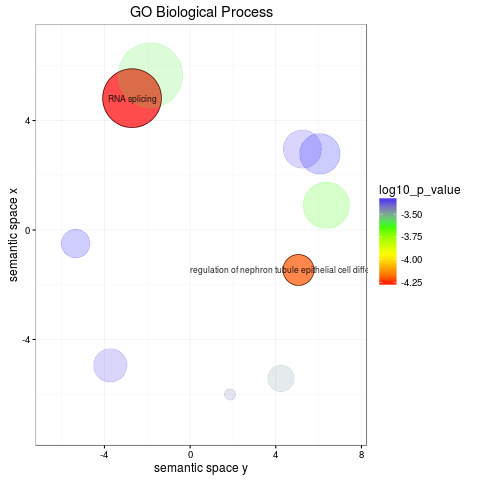 GO Biological Process
RNA splicing
regulation of nephron tubule epithelial cell diffe
semantic space x
semantic space y
4
0
-4
-4
0
4
8
log10_p_value
-3.50
-3.75
-4.00
-4.25